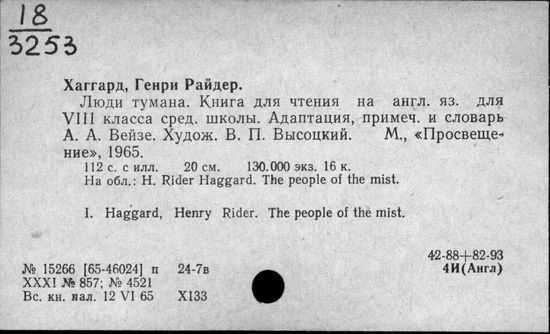 18
3253
Хаггард, Генри Райдер.
Люди тумана. Книга для чтения на англ. яз. для
VIII класса сред. школы. Адаптация, примеч. и словарь
А. А. Вейзе. Худож. В. П. Высоцкий. М., «Просвеще-
ние», 1965.
112 с. с илл. 20 см. 130.000 экз. 16 к.
На обл.: H. Rider Haggard. The people of the mist.
I. Haggard, Henry Rider. The people of the mist.
42-88+82-93
№ 15266 [65-46024] п 24-7в 4И(Англ)
XXXI № 857; № 4521
Вс. кн. пал. 12 VI 65 X133